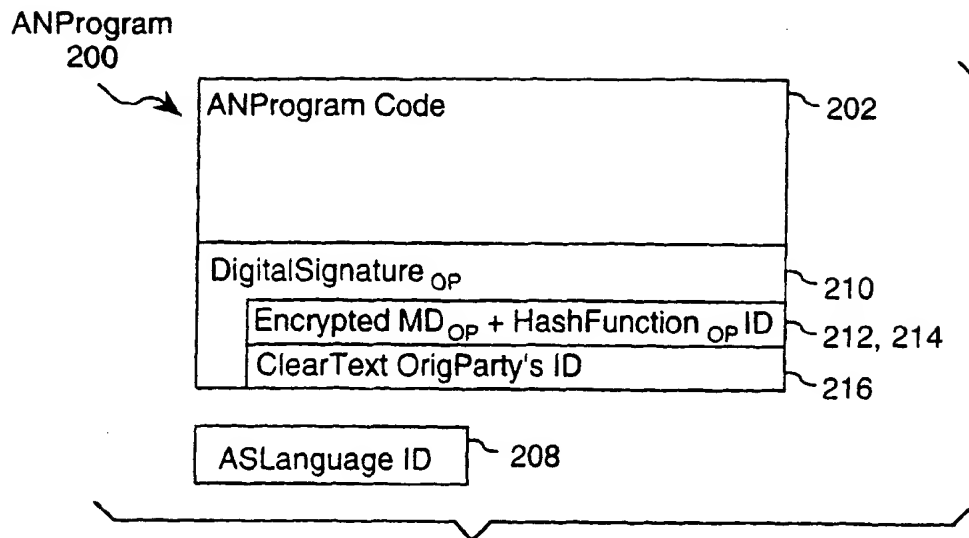 ANProgram
200
ANProgram Code
202
DigitalSignature OP
210
Encrypted MD OP + HashFunction OP ID
212, 214
ClearText OrigParty's ID
216
ASLanguage ID
208